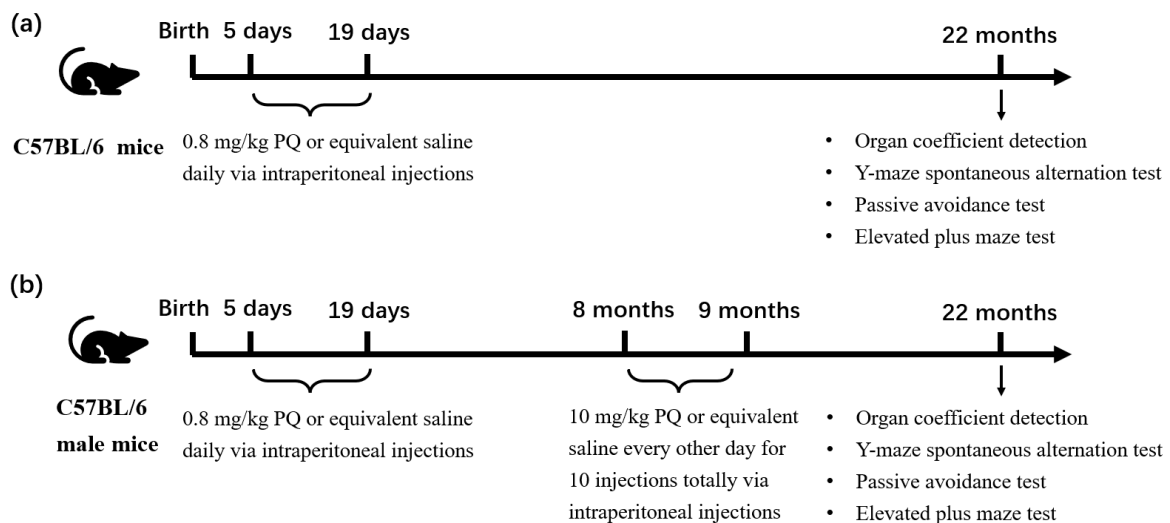 (a)
Birth 5 days 19 days 22 months
C57BL/6 mice
0.8 mg/kg PQ or equivalent saline
daily via intraperitoneal injections
• Organ coefficient detection
• Y-maze spontaneous alternation test
• Passive avoidance test
• Elevated plus maze test
(b)
Birth 5 days 19 days 8 months 9 months 22 months
C57BL/6
male mice
0.8 mg/kg PQ or equivalent saline
daily via intraperitoneal injections
10 mg/kg PQ or equivalent
saline every other day for
10 injections totally via
intraperitoneal injections
• Organ coefficient detection
• Y-maze spontaneous alternation test
• Passive avoidance test
• Elevated plus maze test